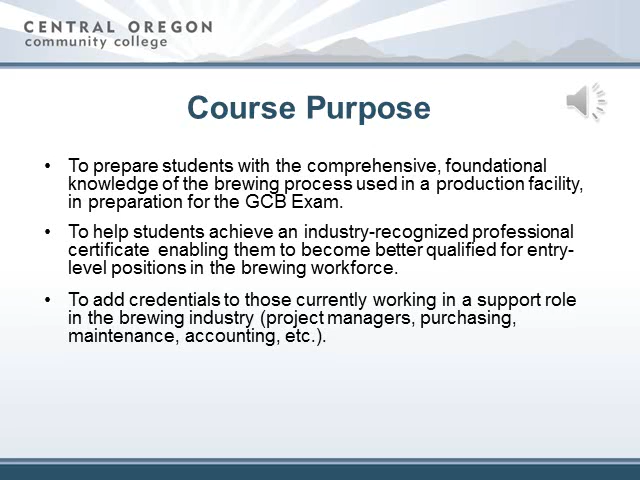 CENTRAL OREGON
community college
Course Purpose
• To prepare students with the comprehensive, foundational
knowledge of the brewing process used in a production facility,
in preparation for the GCB Exam.
• To help students achieve an industry-recognized professional
certificate  enabling them to become better qualified for entry-
level positions in the brewing workforce.
• To add credentials to those currently working in a support role
in the brewing industry (project managers, purchasing,
maintenance, accounting, etc.).